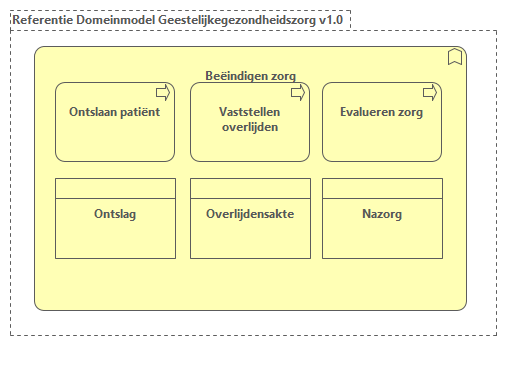 Referentie Domeinmodel Geestelijkegezondheidszorg v1.0
Beëindigen zorg
Ontslaan patiënt
Vaststellen
overlijden
Evalueren zorg
Ontslag
Overlijdensakte
Nazorg